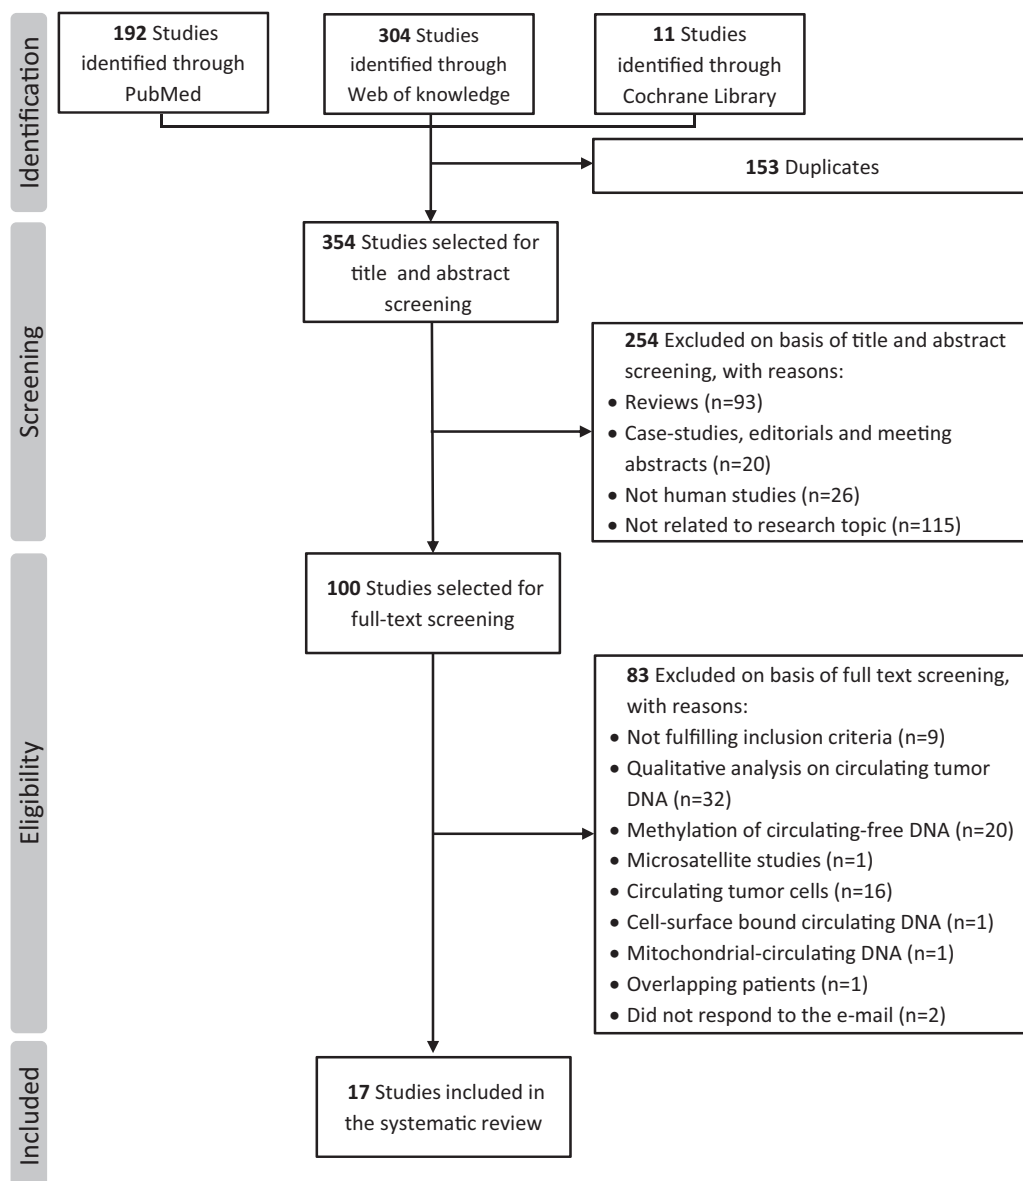 Identification
192 Studies
identified through
PubMed
304 Studies
identified through
Web of knowledge
11 Studies
identified through
Cochrane Library
153 Duplicates
Screening
354 Studies selected for
title and abstract
screening
254 Excluded on basis of title and abstract
screening, with reasons:
• Reviews (n=93)
• Case-studies, editorials and meeting
abstracts (n=20)
• Not human studies (n=26)
• Not related to research topic (n=115)
Eligibility
100 Studies selected for
full-text screening
83 Excluded on basis of full text screening,
with reasons:
• Not fulfilling inclusion criteria (n=9)
• Qualitative analysis on circulating tumor
DNA (n=32)
• Methylation of circulating-free DNA (n=20)
• Microsatellite studies (n=1)
• Circulating tumor cells (n=16)
• Cell-surface bound circulating DNA (n=1)
• Mitochondrial-circulating DNA (n=1)
• Overlapping patients (n=1)
• Did not respond to the e-mail (n=2)
Included
17 Studies included in
the systematic review